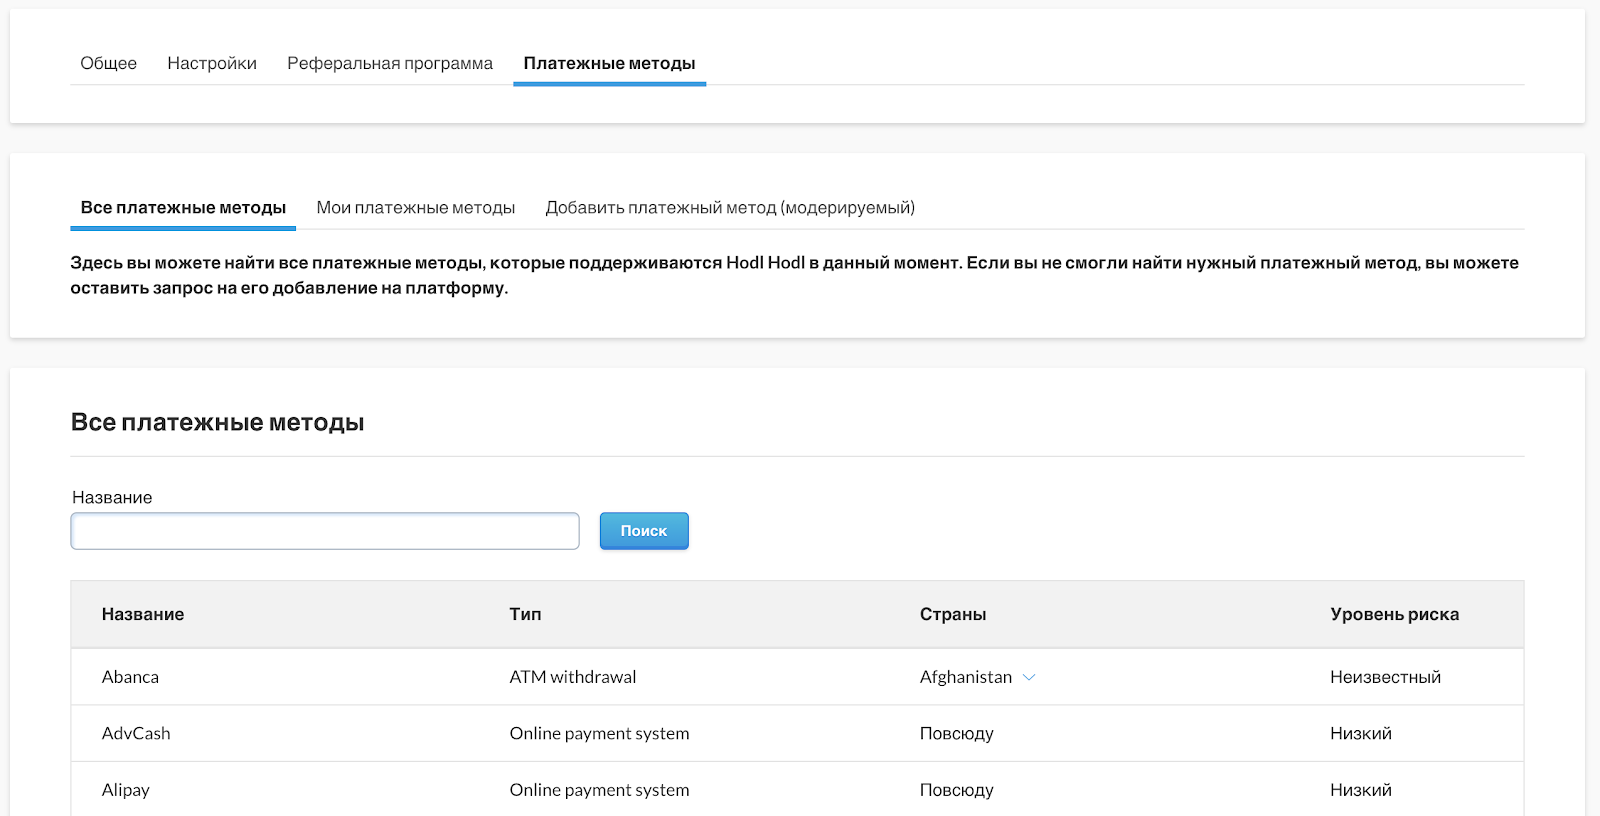 Общее Настройки Реферальная программа Платежные методы
Все платежные методы Мои платежные методы Добавить платежный метод (модерируемый)
Здесь вы можете найти все платежные методы, которые поддерживаются Hodl Hodl в данный момент. Если вы не смогли найти нужный платежный метод, вы можете
оставить запрос на его добавление на платформу.
Все платежные методы
Название
Поиск
Название Тип Страны Уровень риска
Abanca ATM withdrawal Afghanistan Неизвестный
AdvCash Online payment system Повсюду Низкий
Alipay Online payment system Повсюду Низкий